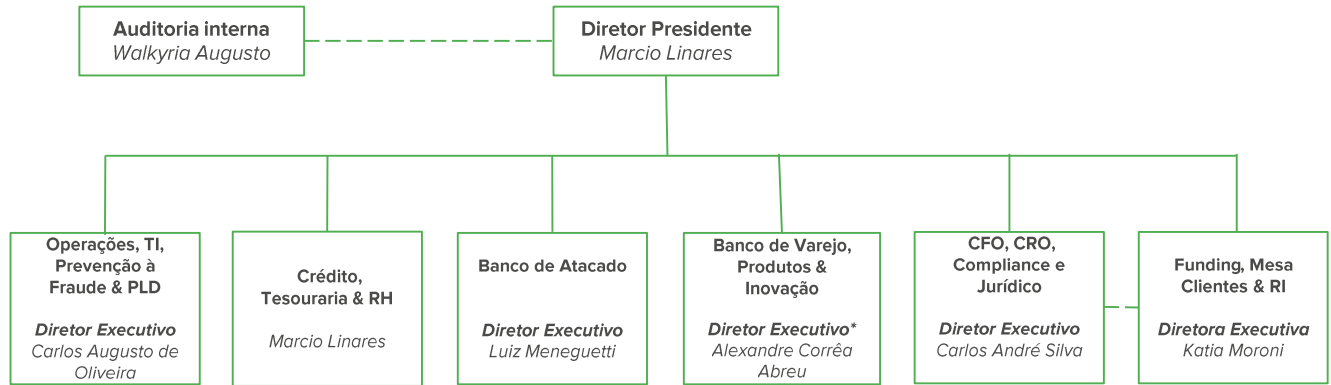 Auditoria interna
Walkyria Augusto
Diretor Presidente
Marcio Linares
Operações, TI,
Prevenção à
Fraude & PLD
Diretor Executivo
Carlos Augusto de
Oliveira
Crédito,
Tesouraria & RH
Marcio Linares
Banco de Atacado
Diretor Executivo
Luiz Meneguetti
Banco de Varejo,
Produtos &
Inovação
Diretor Executivo*
Alexandre Corrêa
Abreu
CFO, CRO,
Compliance e
Jurídico
Diretor Executivo
Carlos André Silva
Funding, Mesa
Clientes & RI
Diretora Executiva
Katia Moroni